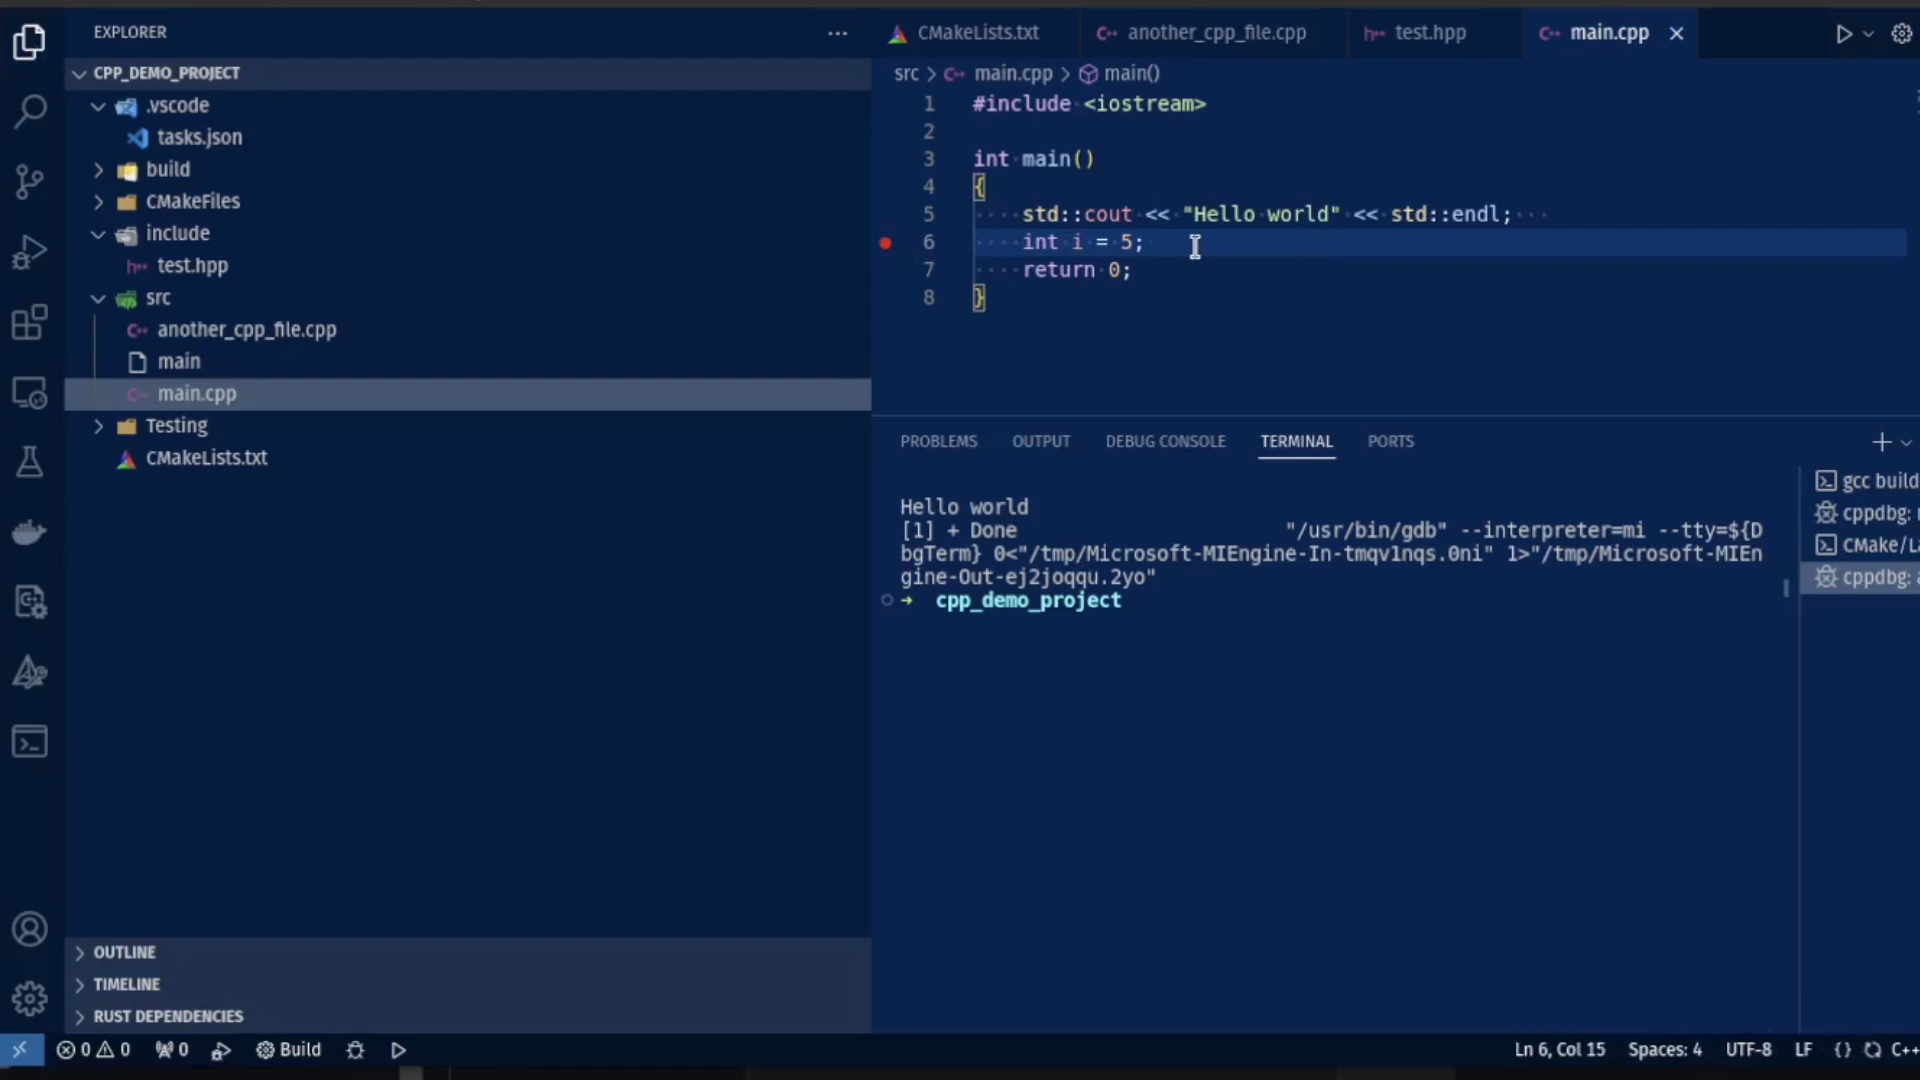 EXPLORER
CPP_DEMO_PROJECT
.vscode
tasks.json
build
CMakeFiles
include
test.hpp
src
another_cpp_file.cpp
main
main.cpp
Testing
CMakeLists.txt
OUTLINE
TIMELINE
RUST DEPENDENCIES
CMakeLists.txt another_cpp_file.cpp test.hpp main.cpp
src > main.cpp > main()
1 #include <iostream>
2
3 int main()
4 {
5 std::cout << "Hello world" << std::endl;
6 int i = 5;
7 return 0;
8 }
PROBLEMS OUTPUT DEBUG CONSOLE TERMINAL PORTS
Hello world
[1] + Done "/usr/bin/gdb" --interpreter=mi --tty=${D
bgTerm} 0<"/tmp/Microsoft-MIEngine-In-tmqv1nqs.0ni" 1>"/tmp/Microsoft-MIEn
gine-Out-ej2joqqu.2yo"
→ cpp_demo_project
gcc build
cppdbg:
CMake/La
cppdbg: a
0 0 0 Build Ln 6, Col 15 Spaces: 4 UTF-8 LF {} C++